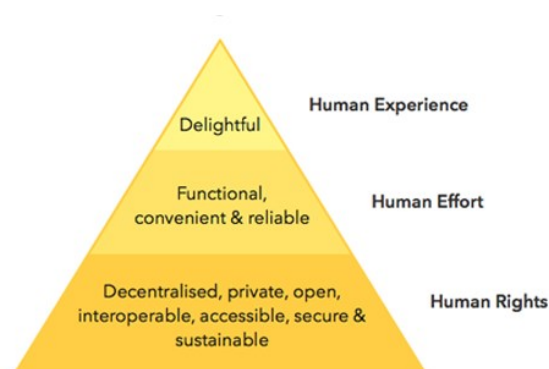 Delightful
Human Experience
Functional,
convenient & reliable
Human Effort
Decentralised, private, open,
interoperable, accessible, secure &
sustainable
Human Rights